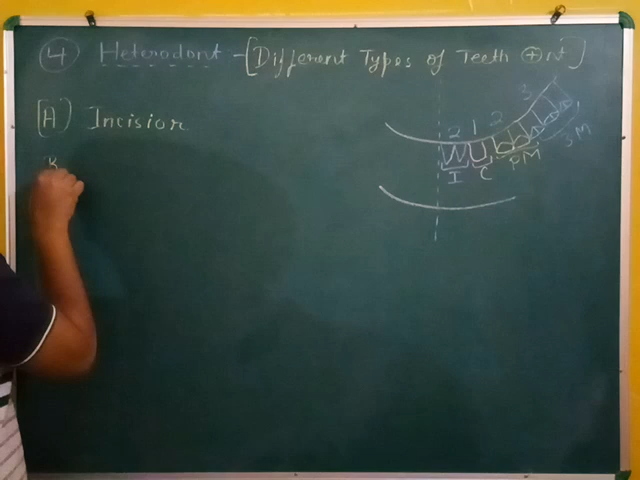 ④ Heterodont - [Different Types of Teeth ⊕nt]
[A] Incisior
K
2 1 2 3
I C PM 3M